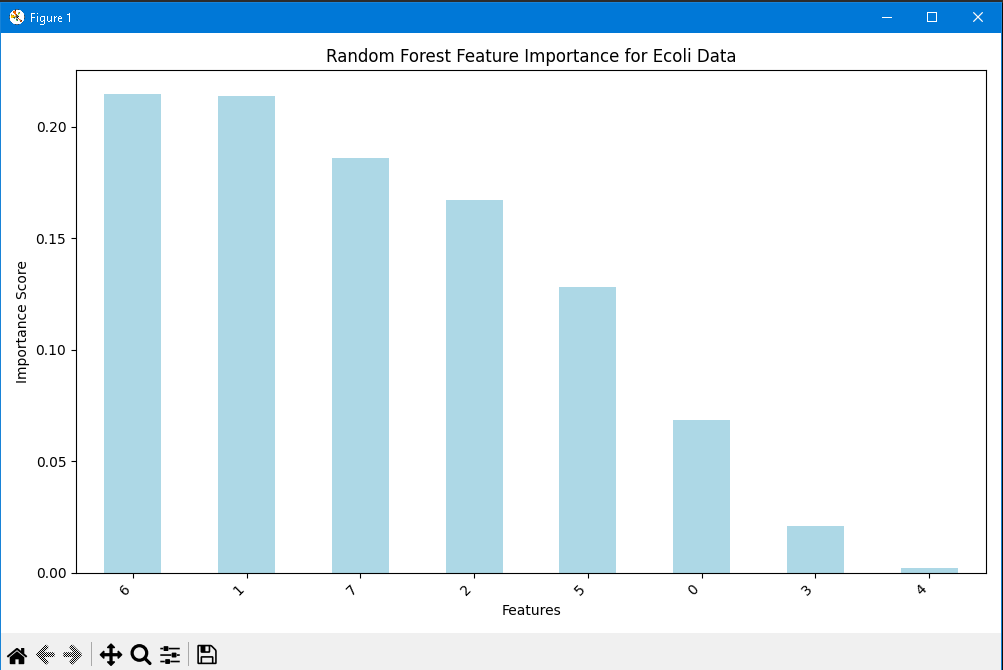 Figure 1
Random Forest Feature Importance for Ecoli Data
0.20
0.15
0.10
0.05
0.00
Importance Score
6 1 7 2 5 0 3 4
Features